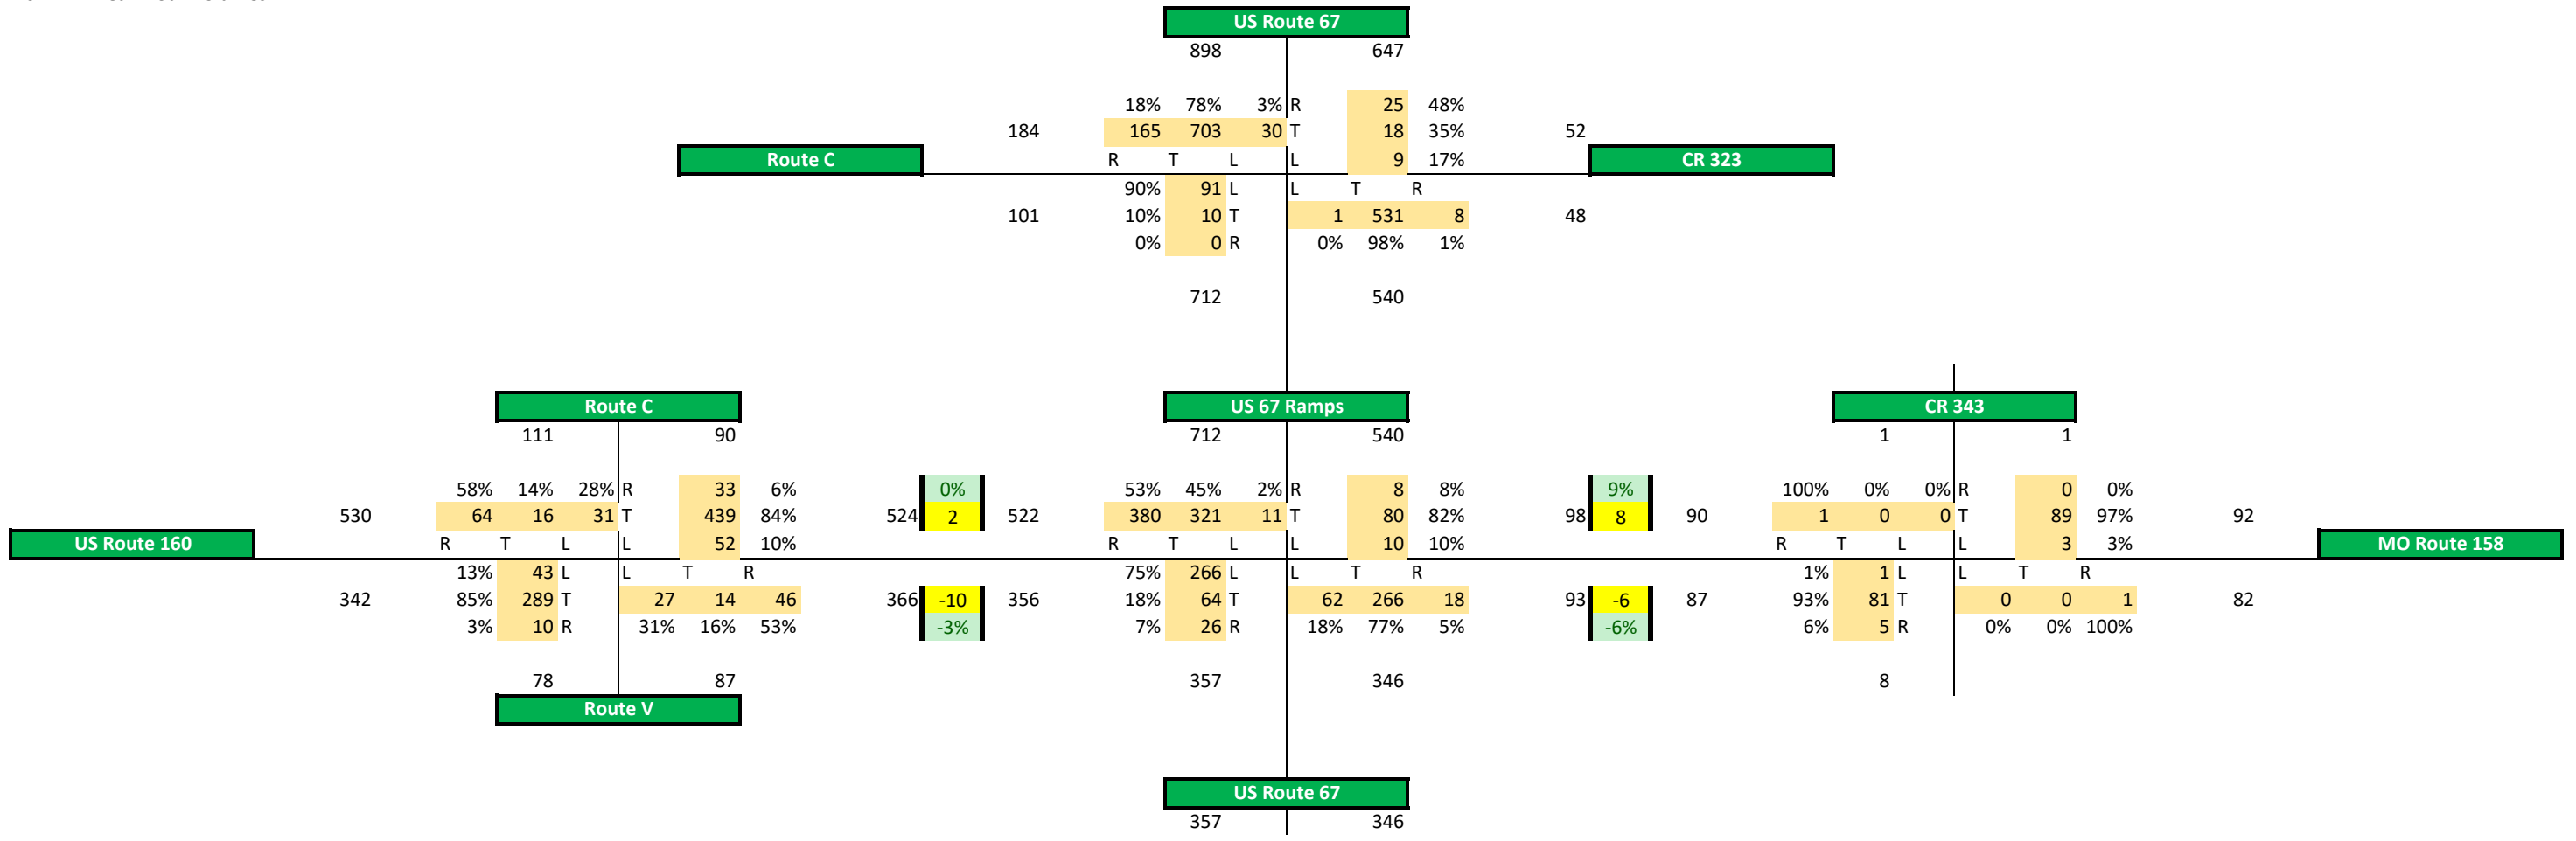 US Route 67
898 647
18% 78% 3% R 25 48%
184 165 703 30 T 18 35% 52
Route C R T L L 9 17% CR 323
90% 91 L L T R
101 10% 10 T 1 531 8 48
0% 0 R 0% 98% 1%
712 540
Route C US 67 Ramps CR 343
111 90 712 540 1 1
58% 14% 28% R 33 6% 0% 53% 45% 2% R 8 8% 9% 100% 0% 0% R 0 0%
530 64 16 31 T 439 84% 524 2 522 380 321 11 T 80 82% 98 8 90 1 0 0 T 89 97% 92
US Route 160 R T L L 52 10% R T L L 10 10% R T L L 3 3% MO Route 158
13% 43 L L T R 75% 266 L L T R 1% 1 L L T R
342 85% 289 T 27 14 46 366 -10 356 18% 64 T 62 266 18 93 -6 87 93% 81 T 0 0 1 82
3% 10 R 31% 16% 53% -3% 7% 26 R 18% 77% 5% -6% 6% 5 R 0% 0% 100%
78 87 357 346 8
Route V
US Route 67
357 346